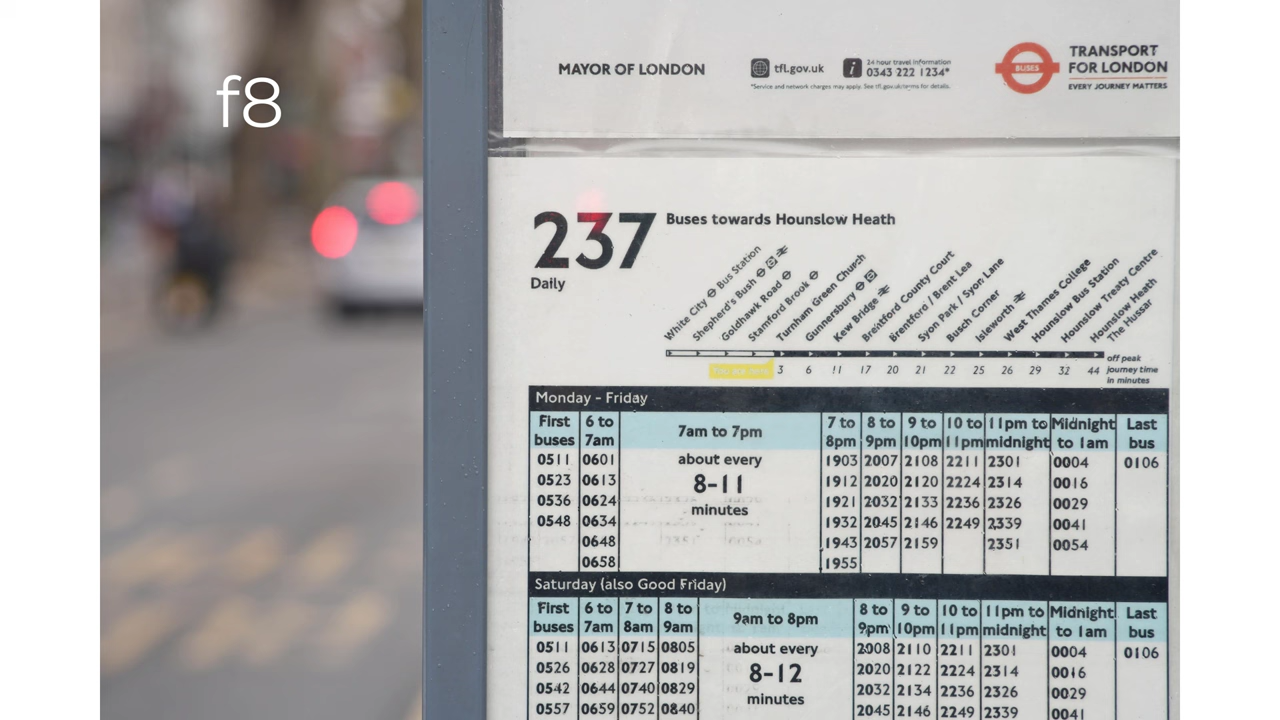 f8
MAYOR OF LONDON
tfl.gov.uk
24 hour travel information
0343 222 1234*
*Service and network charges may apply. See tfl.gov.uk/terms for details.
BUSES
TRANSPORT
FOR LONDON
EVERY JOURNEY MATTERS
237
Daily
Buses towards Hounslow Heath
White City Bus Station
Shepherd's Bush
Goldhawk Road
Stamford Brook
Turnham Green Church
Gunnersbury
Kew Bridge
Brentford County Court
Brentford / Brent Lea
Syon Park / Syon Lane
Busch Corner
Isleworth
West Thames College
Hounslow Bus Station
Hounslow Treaty Centre
Hounslow Heath
The Hussar
3 6 11 17 20 21 22 25 26 29 32 44
off peak
journey time
in minutes
Monday - Friday
First 6 to 7am to 7pm 7 to 8 to 9 to 10 to 11pm to Midnight Last
buses 7am 8pm 9pm 10pm 11pm midnight to 1am bus
0511 0601 about every 1903 2007 2108 2211 2301 0004 0106
0523 0613 8-11 1912 2020 2120 2224 2314 0016
0536 0624 minutes 1921 2032 2133 2236 2326 0029
0548 0634 1932 2045 2146 2249 2339 0041
0648 1943 2057 2159 2351 0054
0658 1955
Saturday (also Good Friday)
First 6 to 7 to 8 to 9am to 8pm 8 to 9 to 10 to 11pm to Midnight Last
buses 7am 8am 9am 9pm 10pm 11pm midnight to 1am bus
0511 0613 0715 0805 about every 2008 2110 2211 2301 0004 0106
0526 0628 0727 0819 8-12 2020 2122 2224 2314 0016
0542 0644 0740 0829 minutes 2032 2134 2236 2326 0029
0557 0659 0752 0840 2045 2146 2249 2339 0041